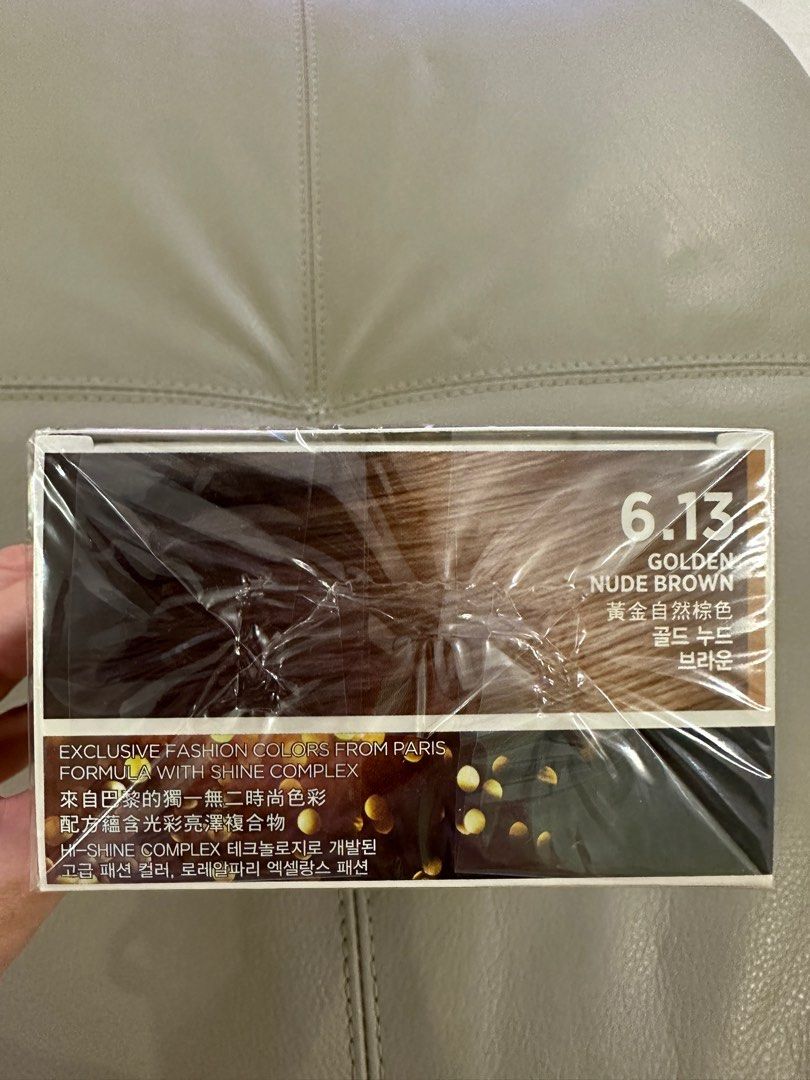 6.13
GOLDEN
NUDE BROWN
黃金自然棕色
골드 누드
브라운
EXCLUSIVE FASHION COLORS FROM PARIS
FORMULA WITH SHINE COMPLEX
來自巴黎的獨一無二時尚色彩
配方蘊含光彩亮澤複合物
HI-SHINE COMPLEX 테크놀로지로 개발된
고급 패션 컬러, 로레알파리 엑셀랑스 패션